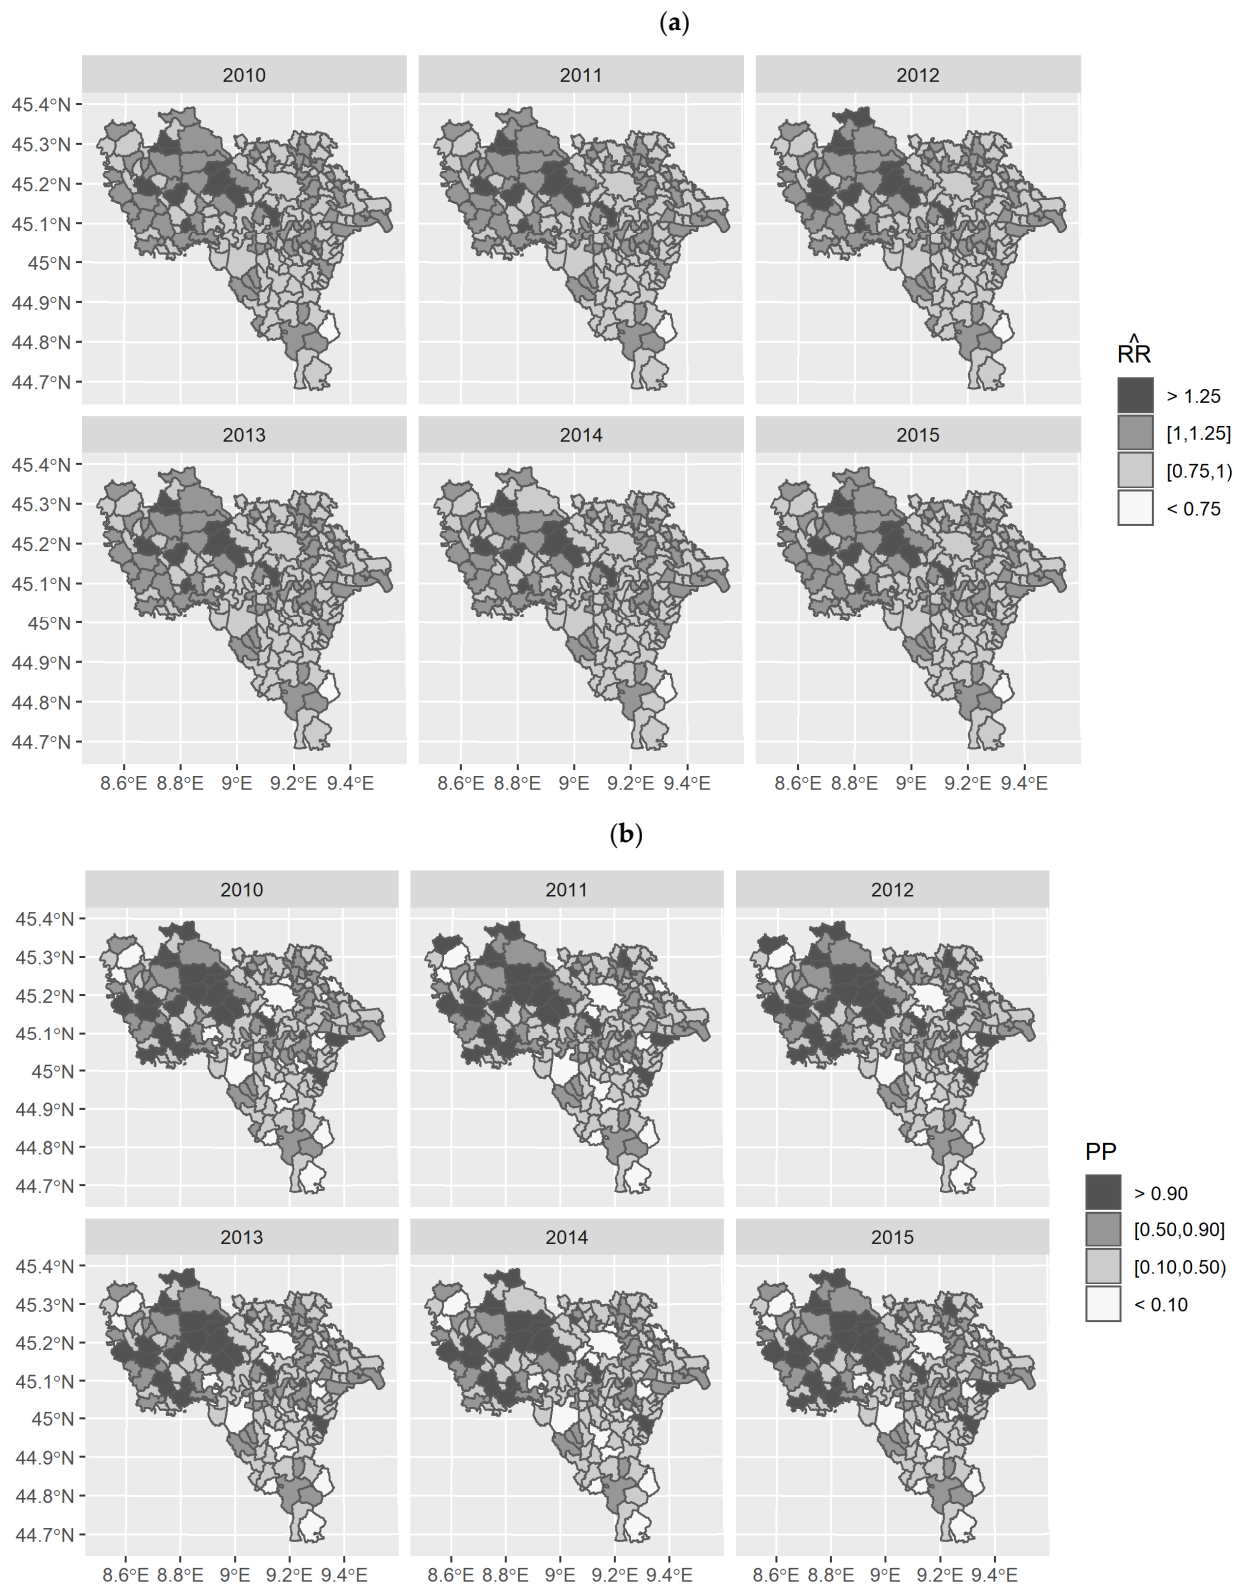 (a)
2010 2011 2012
45.4°N
45.3°N
45.2°N
45.1°N
45°N
44.9°N
44.8°N
44.7°N
2013 2014 2015
45.4°N
45.3°N
45.2°N
45.1°N
45°N
44.9°N
44.8°N
44.7°N
8.6°E 8.8°E 9°E 9.2°E 9.4°E 8.6°E 8.8°E 9°E 9.2°E 9.4°E 8.6°E 8.8°E 9°E 9.2°E 9.4°E
^
RR
> 1.25
[1,1.25]
[0.75,1)
< 0.75
(b)
2010 2011 2012
45.4°N
45.3°N
45.2°N
45.1°N
45°N
44.9°N
44.8°N
44.7°N
2013 2014 2015
45.4°N
45.3°N
45.2°N
45.1°N
45°N
44.9°N
44.8°N
44.7°N
8.6°E 8.8°E 9°E 9.2°E 9.4°E 8.6°E 8.8°E 9°E 9.2°E 9.4°E 8.6°E 8.8°E 9°E 9.2°E 9.4°E
PP
> 0.90
[0.50,0.90]
[0.10,0.50)
< 0.10